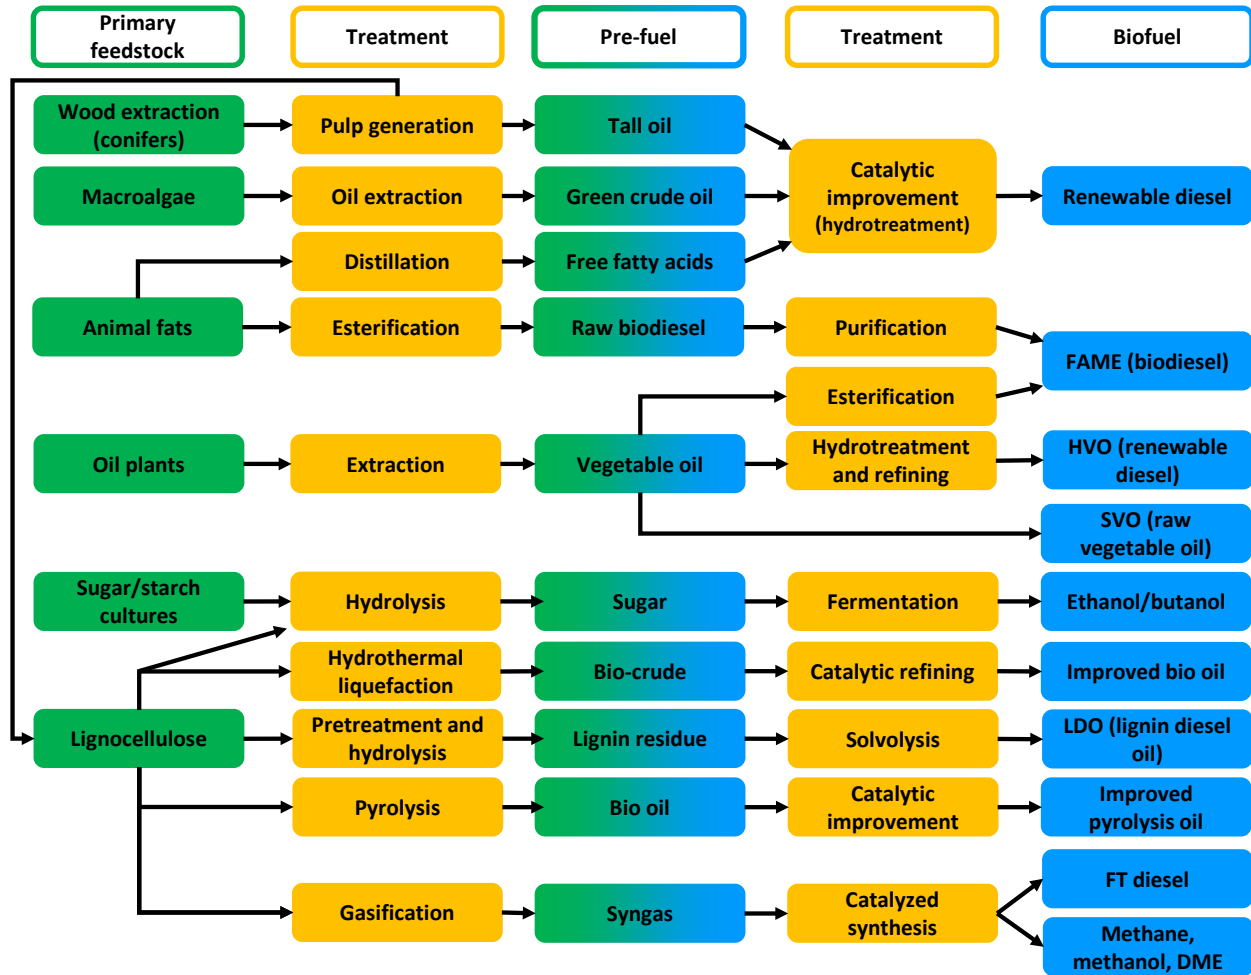 Primary
feedstock
Treatment
Pre-fuel
Treatment
Biofuel
Wood extraction
(conifers)
Pulp generation
Tall oil
Catalytic
improvement
(hydrotreatment)
Macroalgae
Oil extraction
Green crude oil
Renewable diesel
Distillation
Free fatty acids
Animal fats
Esterification
Raw biodiesel
Purification
FAME (biodiesel)
Esterification
Oil plants
Extraction
Vegetable oil
Hydrotreatment
and refining
HVO (renewable
diesel)
SVO (raw
vegetable oil)
Sugar/starch
cultures
Hydrolysis
Sugar
Fermentation
Ethanol/butanol
Hydrothermal
liquefaction
Bio-crude
Catalytic refining
Improved bio oil
Lignocellulose
Pretreatment and
hydrolysis
Lignin residue
Solvolysis
LDO (lignin diesel
oil)
Pyrolysis
Bio oil
Catalytic
improvement
Improved
pyrolysis oil
Gasification
Syngas
Catalyzed
synthesis
FT diesel
Methane,
methanol, DME